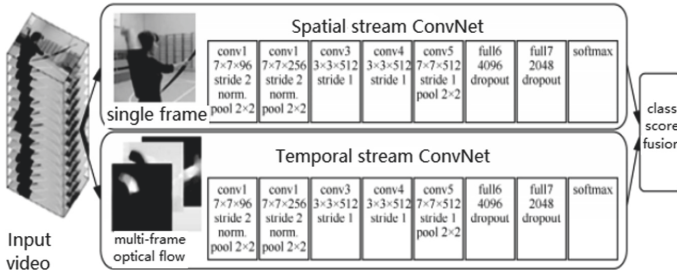 Spatial stream ConvNet
single frame
conv1
7×7×96
stride 2
norm.
pool 2×2
conv1
7×7×256
stride 2
norm.
pool 2×2
conv3
3×3×512
stride 1
conv4
3×3×512
stride 1
conv5
7×7×512
stride 1
pool 2×2
full6
4096
dropout
full7
2048
dropout
softmax
Temporal stream ConvNet
multi-frame
optical flow
conv1
7×7×96
stride 2
norm.
pool 2×2
conv1
7×7×256
stride 2
norm.
pool 2×2
conv3
3×3×512
stride 1
conv4
3×3×512
stride 1
conv5
7×7×512
stride 1
pool 2×2
full6
4096
dropout
full7
2048
dropout
softmax
Input
video
class
score
fusion